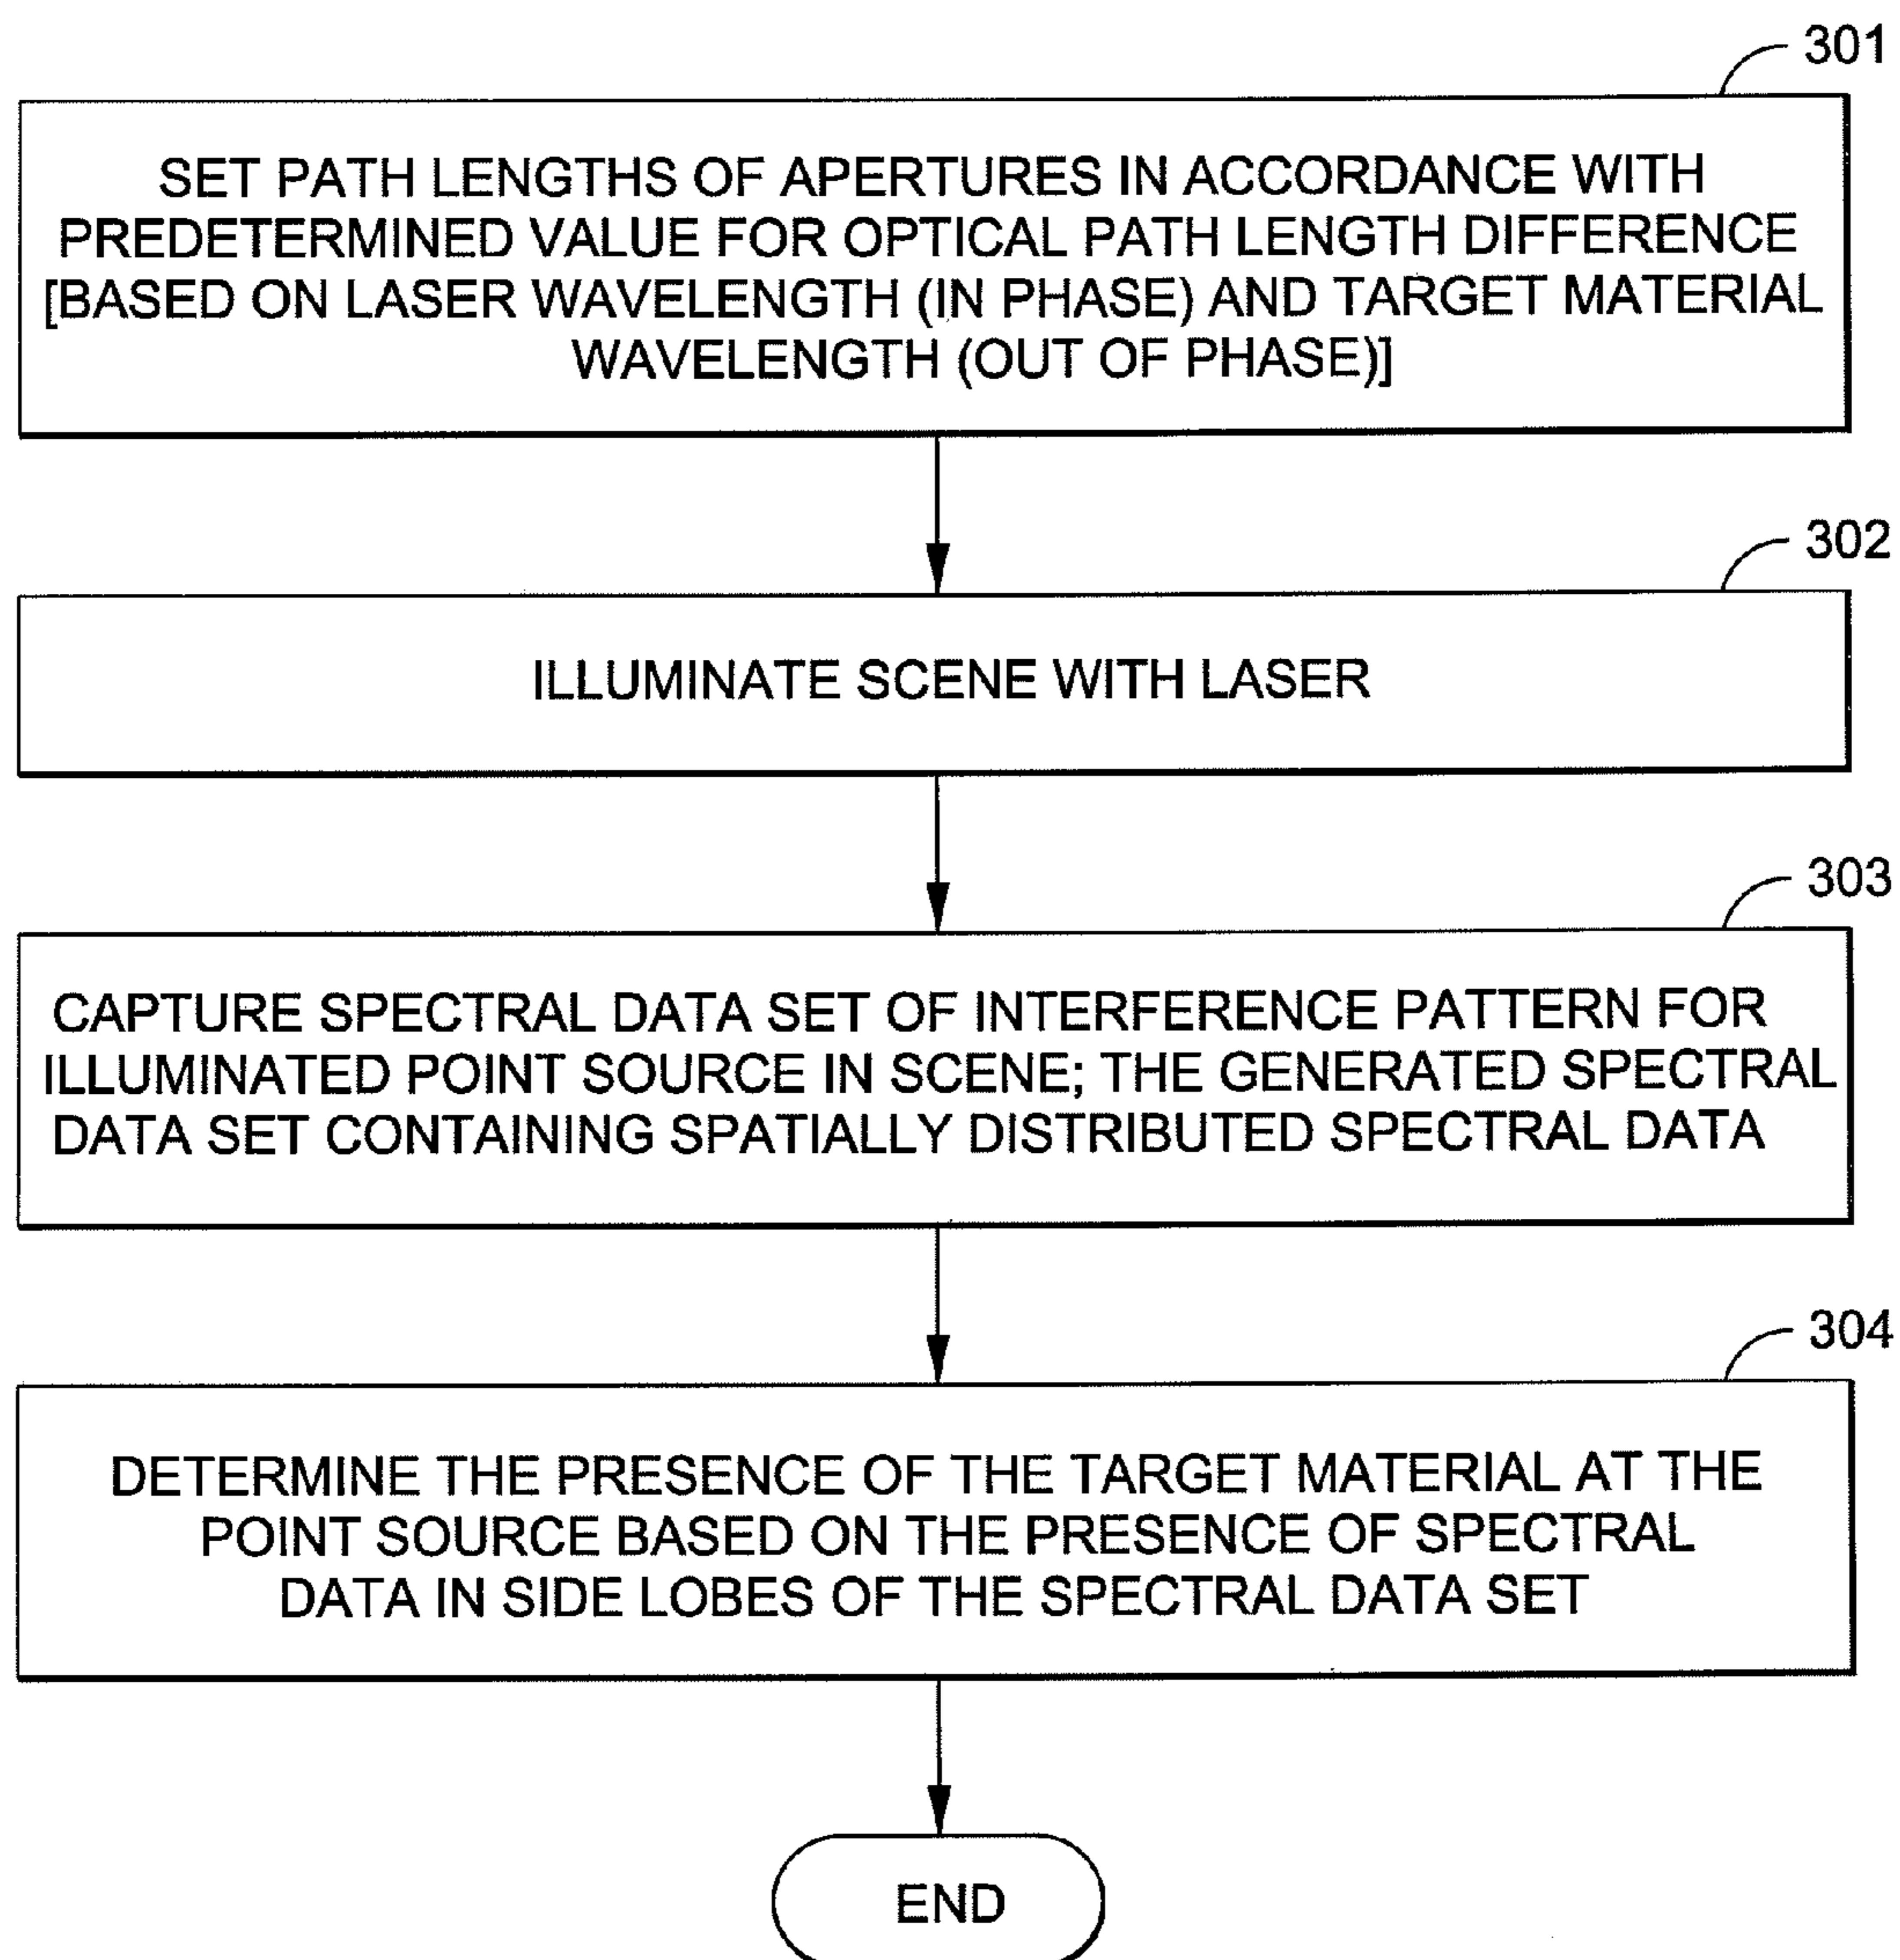 301
SET PATH LENGTHS OF APERTURES IN ACCORDANCE WITH
PREDETERMINED VALUE FOR OPTICAL PATH LENGTH DIFFERENCE
[BASED ON LASER WAVELENGTH (IN PHASE) AND TARGET MATERIAL
WAVELENGTH (OUT OF PHASE)]
302
ILLUMINATE SCENE WITH LASER
303
CAPTURE SPECTRAL DATA SET OF INTERFERENCE PATTERN FOR
ILLUMINATED POINT SOURCE IN SCENE; THE GENERATED SPECTRAL
DATA SET CONTAINING SPATIALLY DISTRIBUTED SPECTRAL DATA
304
DETERMINE THE PRESENCE OF THE TARGET MATERIAL AT THE
POINT SOURCE BASED ON THE PRESENCE OF SPECTRAL
DATA IN SIDE LOBES OF THE SPECTRAL DATA SET
END